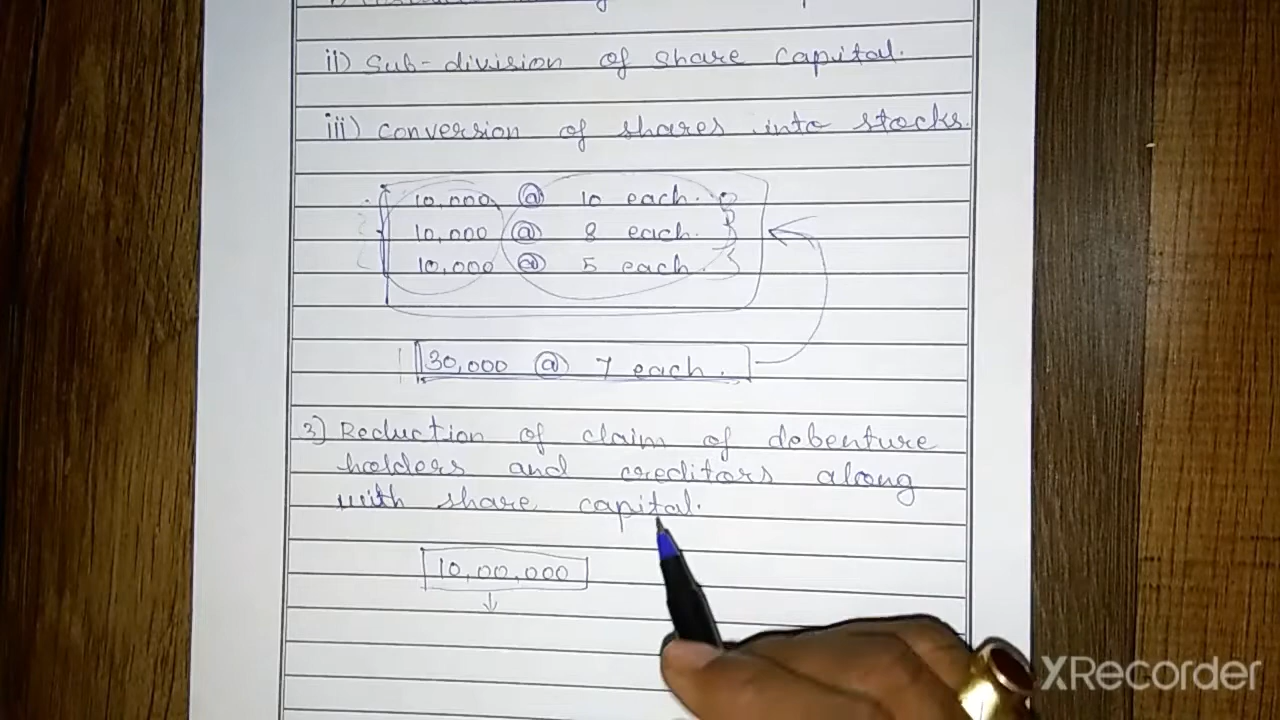 ii) Sub-division of share capital.
iii) conversion of shares into stocks.
10,000 @ 10 each.
10,000 @ 8 each.
10,000 @ 5 each.
30,000 @ 7 each.
3) Reduction of claim of debenture
holders and creditors along
with share capital.
10,00,000
XRecorder